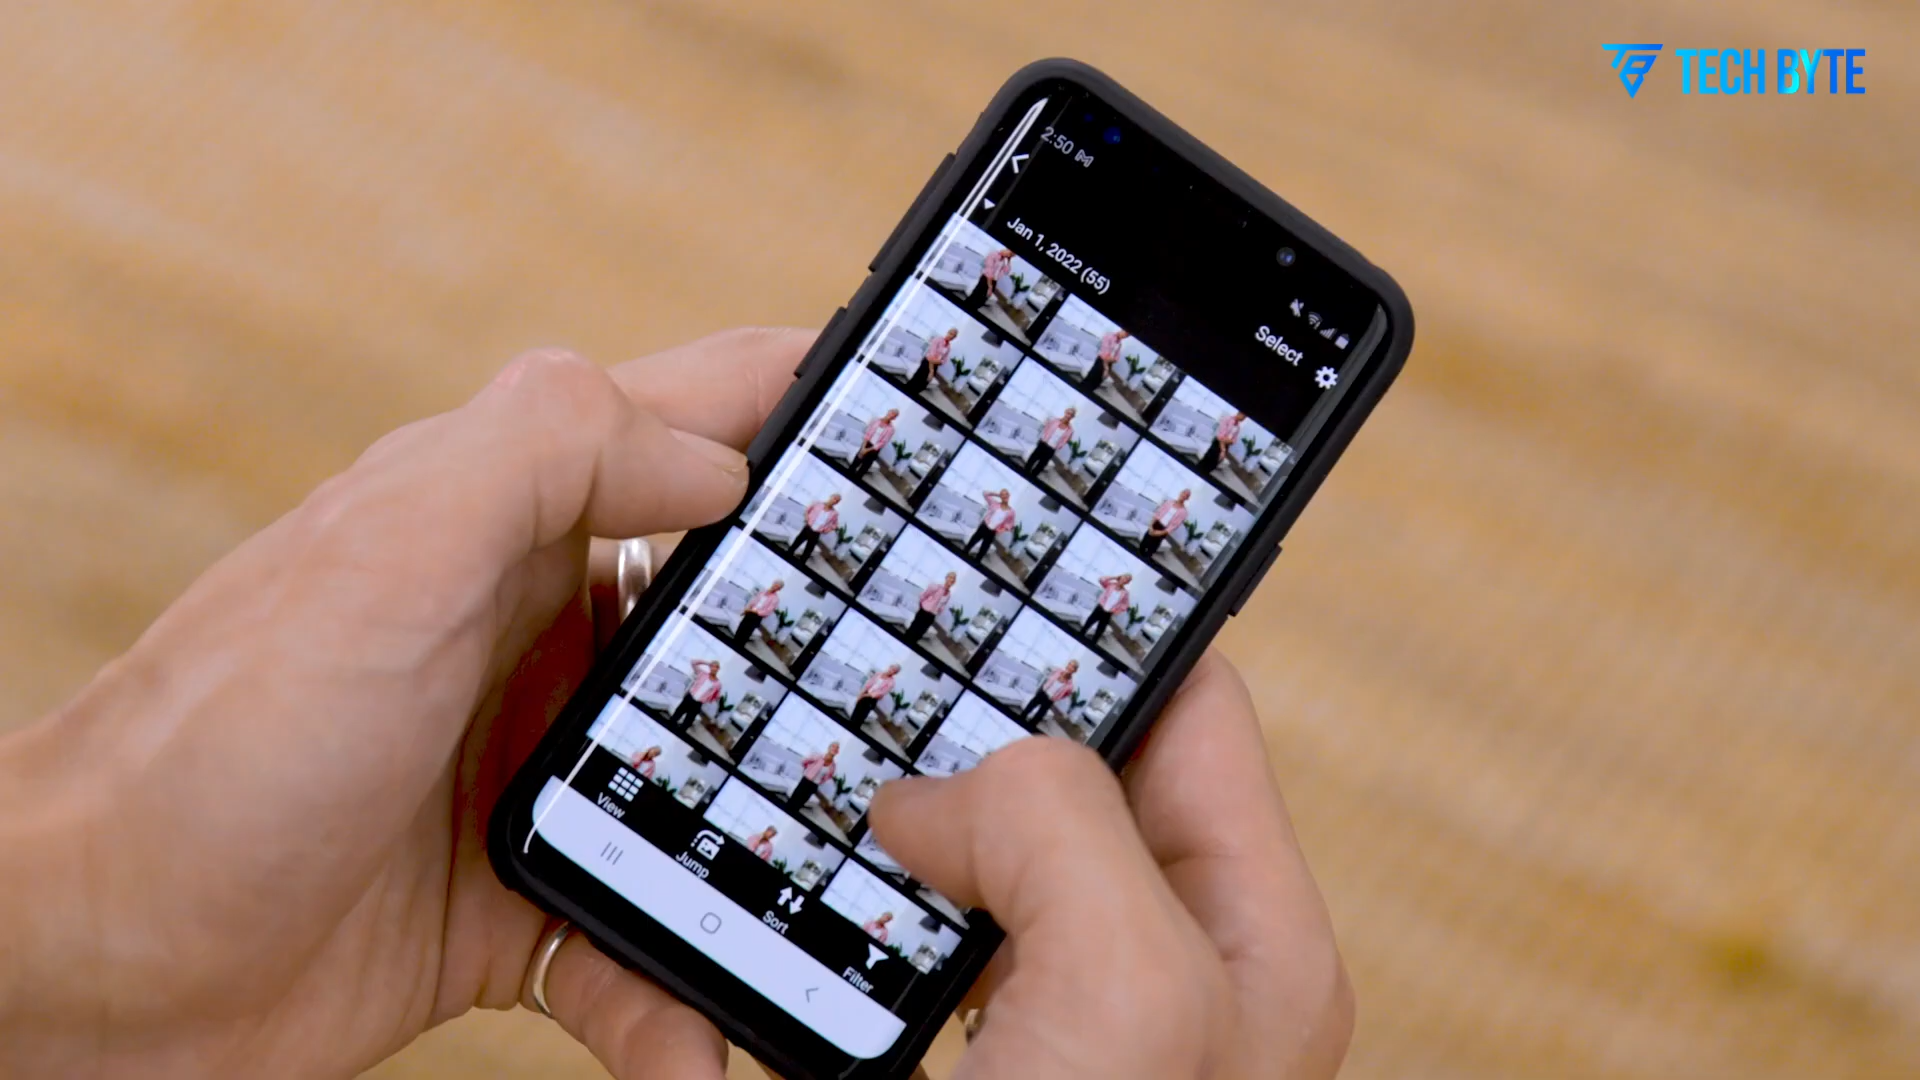 TECH BYTE
2:50
Jan 1, 2022 (55)
Select
View
Jump
Sort
Filter